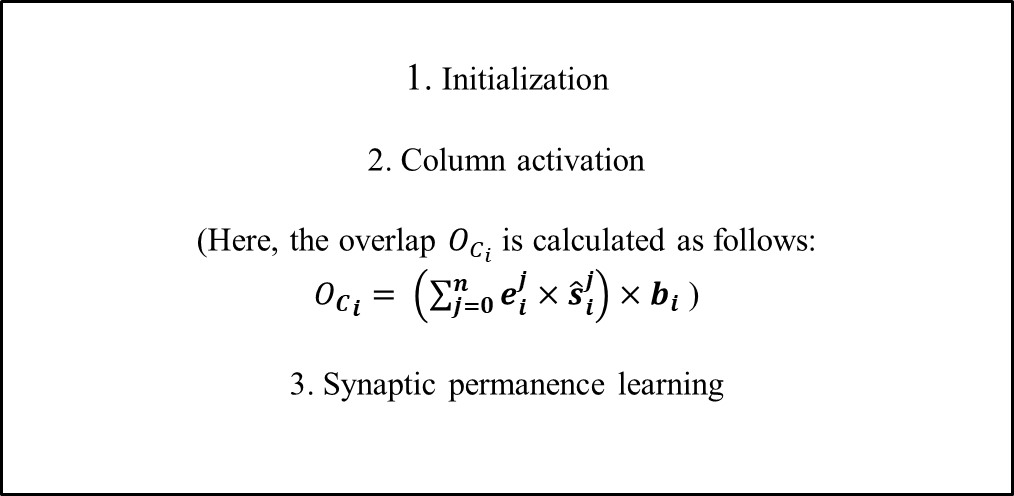 1. Initialization
2. Column activation
(Here, the overlap O_{C_i} is calculated as follows:
O_{C_i} = (∑_{j=0}^{n} e_i^j × ŝ_i^j) × b_i )
3. Synaptic permanence learning